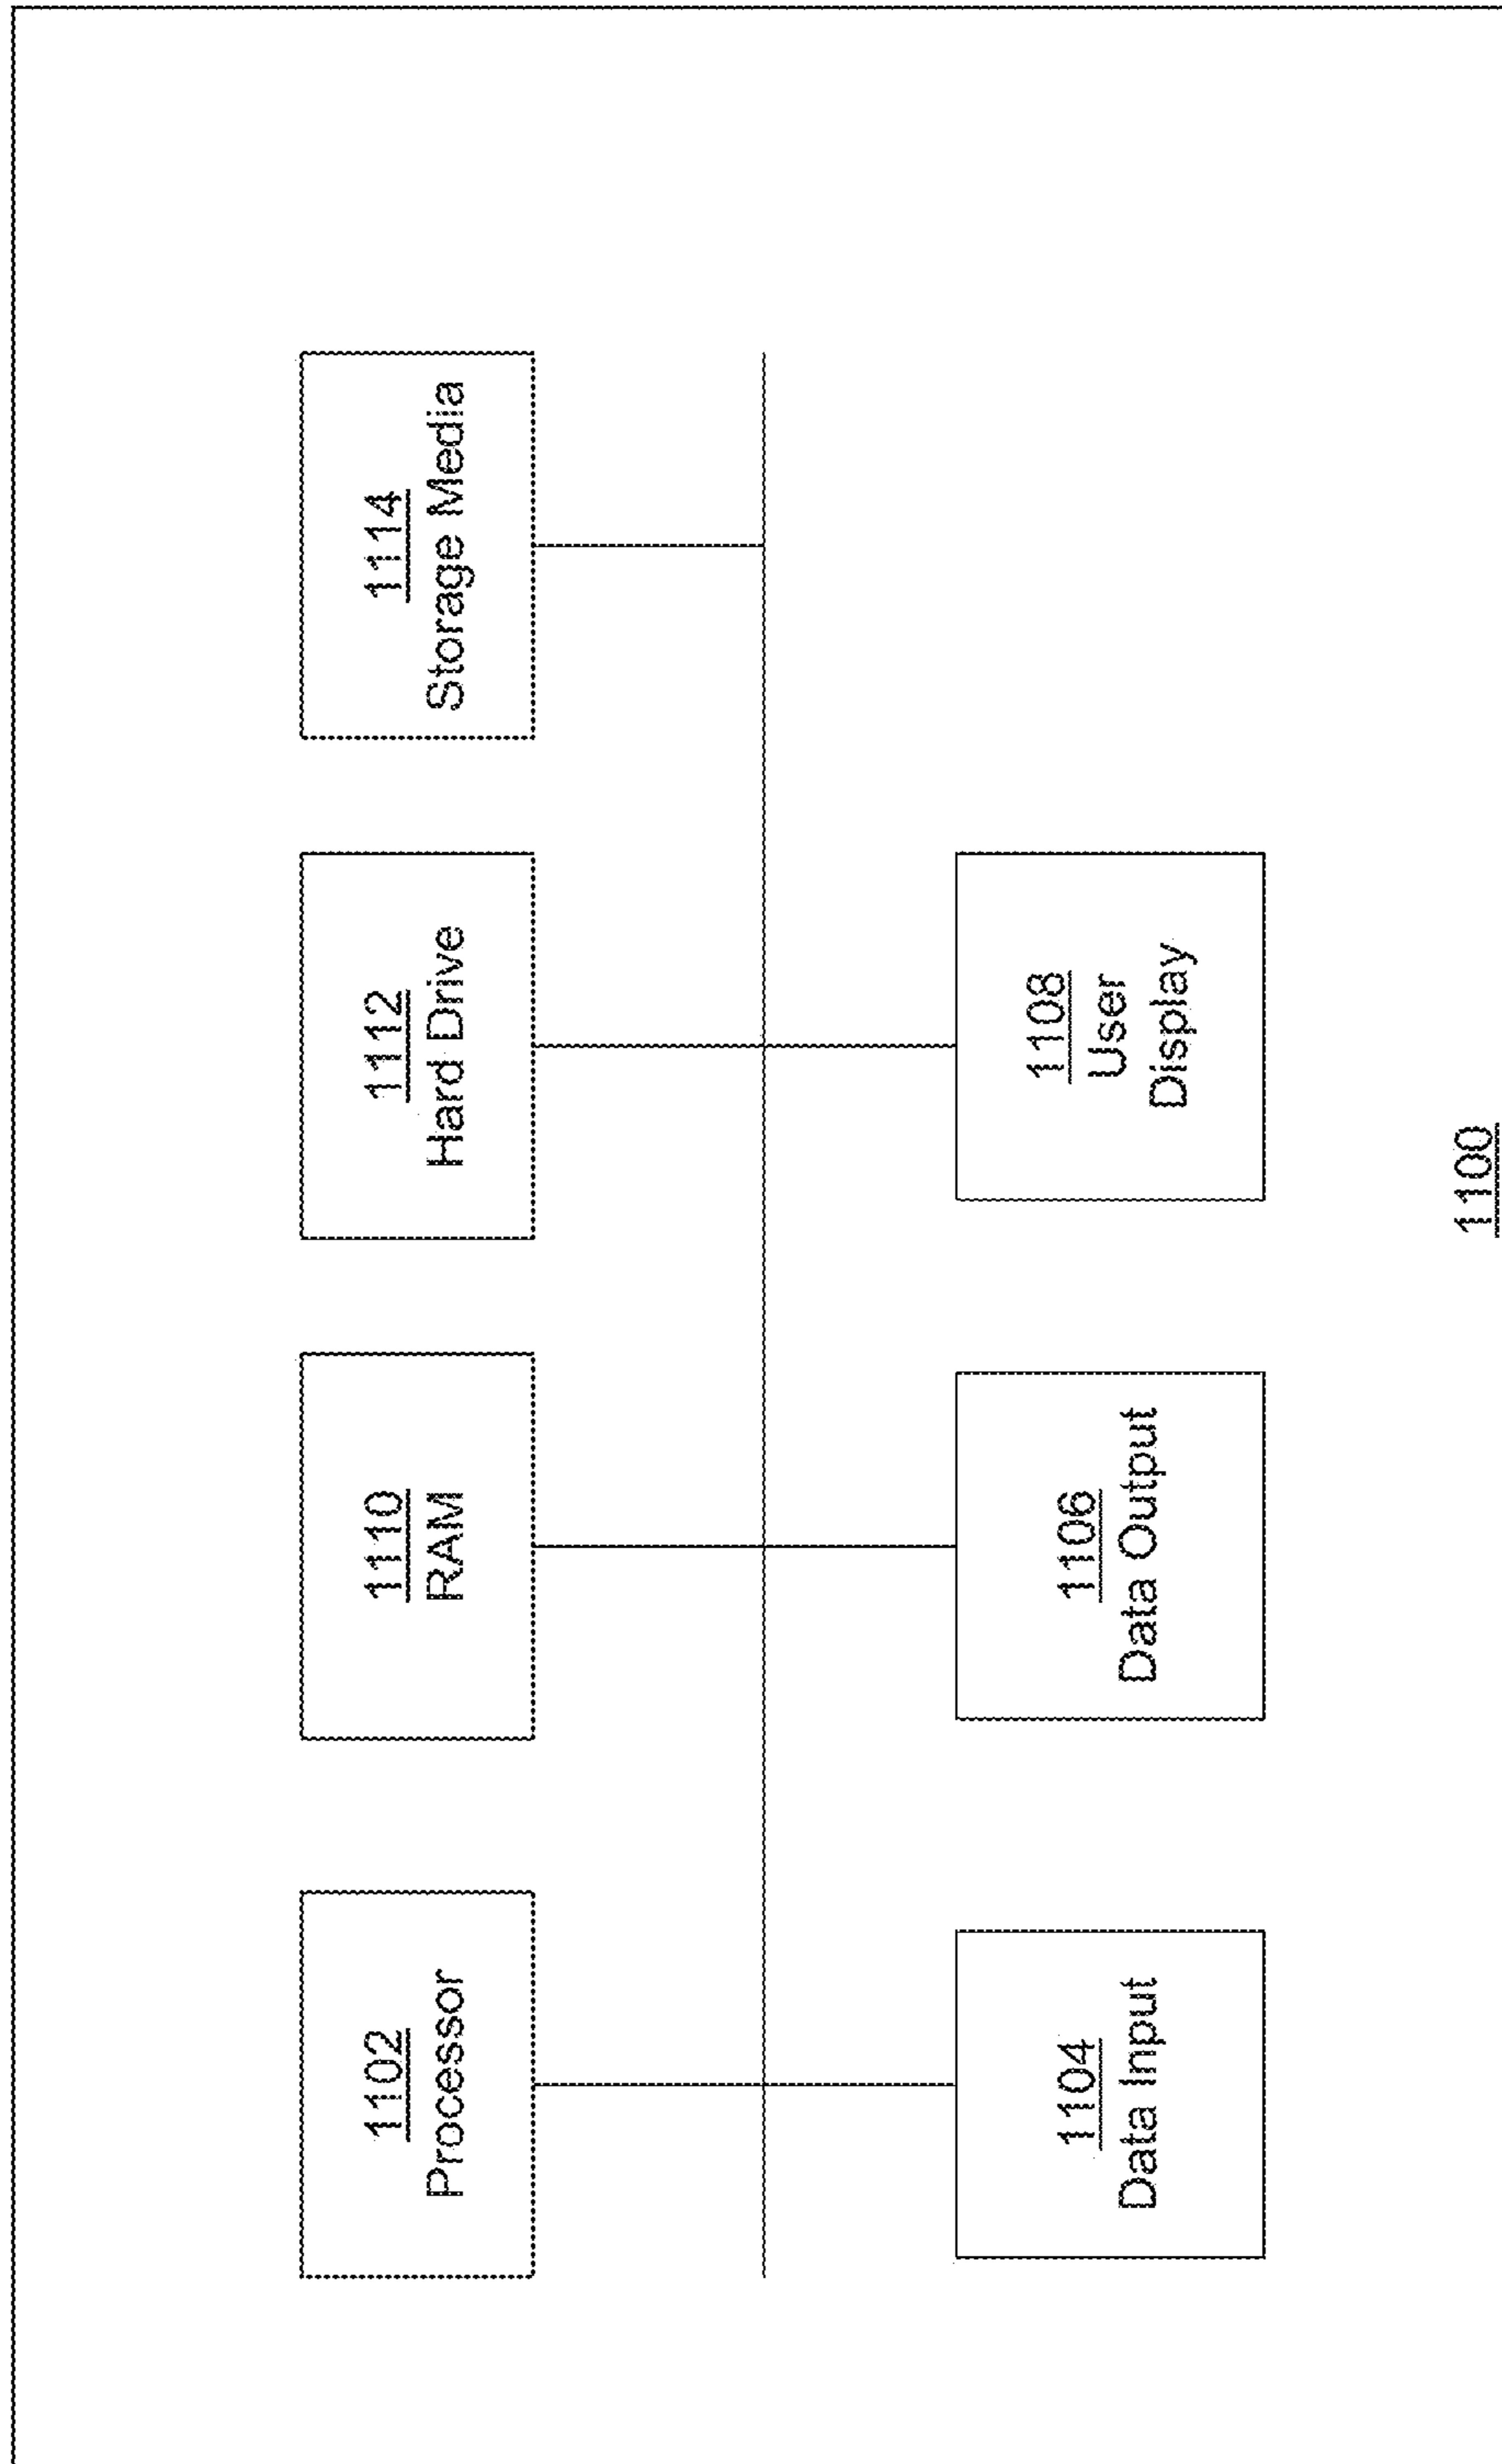 1102
Processor
1110
RAM
1112
Hard Drive
1114
Storage Media
1104
Data Input
1106
Data Output
1108
User
Display
1100